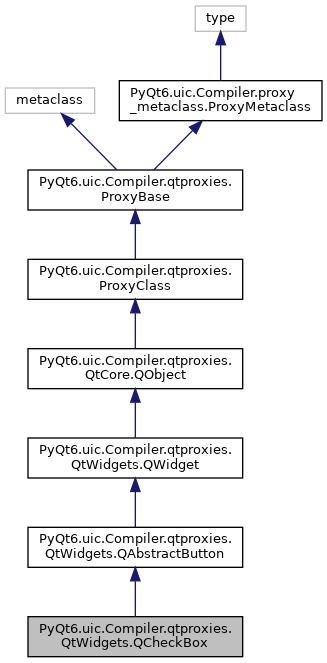 type
metaclass
PyQt6.uic.Compiler.proxy
_metaclass.ProxyMetaclass
PyQt6.uic.Compiler.qtproxies.
ProxyBase
PyQt6.uic.Compiler.qtproxies.
ProxyClass
PyQt6.uic.Compiler.qtproxies.
QtCore.QObject
PyQt6.uic.Compiler.qtproxies.
QtWidgets.QWidget
PyQt6.uic.Compiler.qtproxies.
QtWidgets.QAbstractButton
PyQt6.uic.Compiler.qtproxies.
QtWidgets.QCheckBox